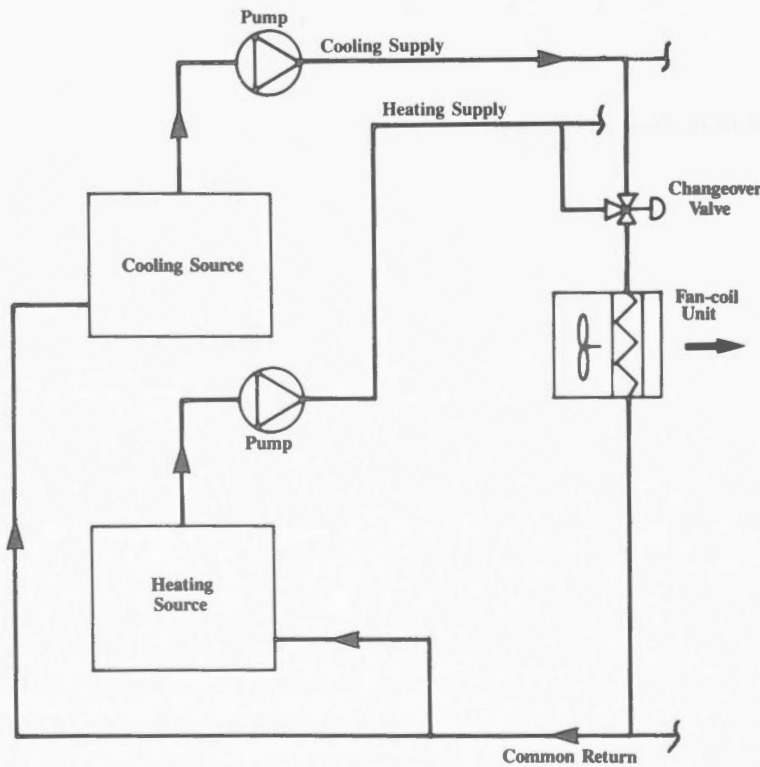 Pump
Cooling Supply
Heating Supply
Changeover
Valve
Cooling Source
Fan-coil
Unit
Pump
Heating
Source
Common Return